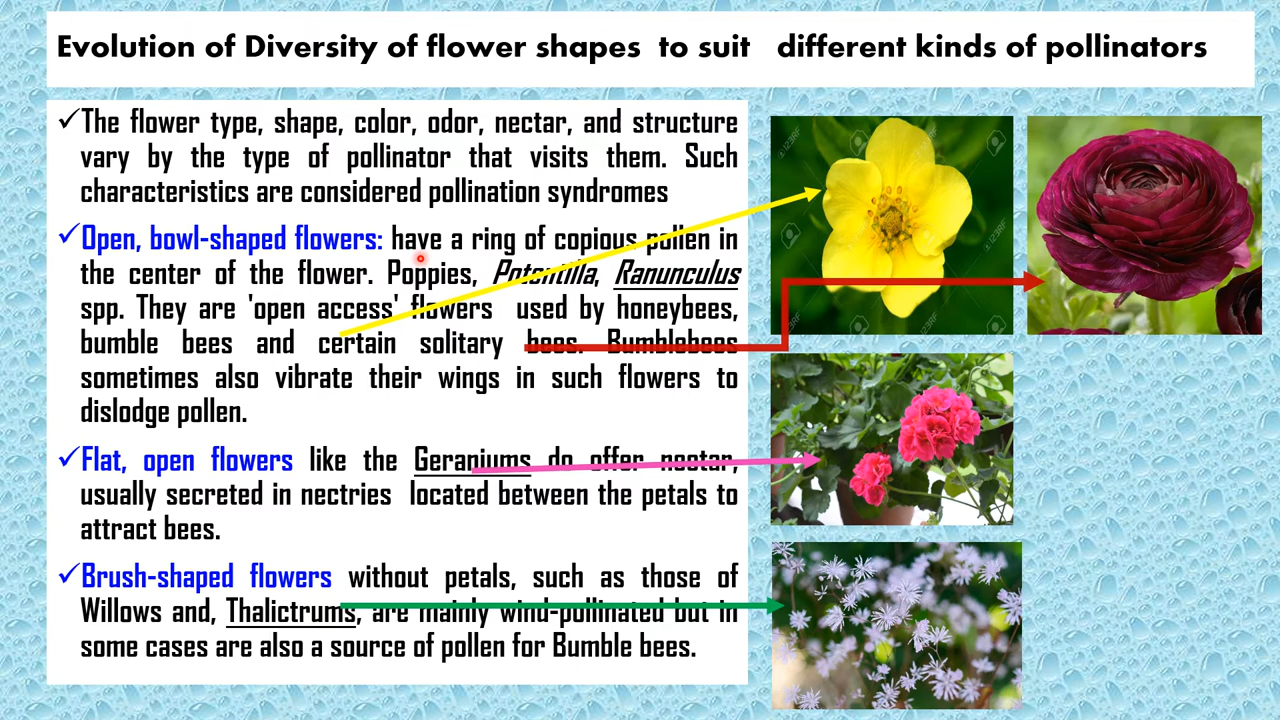 Evolution of Diversity of flower shapes to suit different kinds of pollinators
✓The flower type, shape, color, odor, nectar, and structure
vary by the type of pollinator that visits them. Such
characteristics are considered pollination syndromes
✓Open, bowl-shaped flowers: have a ring of copious pollen in
the center of the flower. Poppies, Potentilla, Ranunculus
spp. They are 'open access' flowers used by honeybees,
bumble bees and certain solitary bees. Bumblebees
sometimes also vibrate their wings in such flowers to
dislodge pollen.
✓Flat, open flowers like the Geraniums do offer nectar,
usually secreted in nectries located between the petals to
attract bees.
✓Brush-shaped flowers without petals, such as those of
Willows and, Thalictrums, are mainly wind-pollinated but in
some cases are also a source of pollen for Bumble bees.
123RF
123RF
123RF
123RF